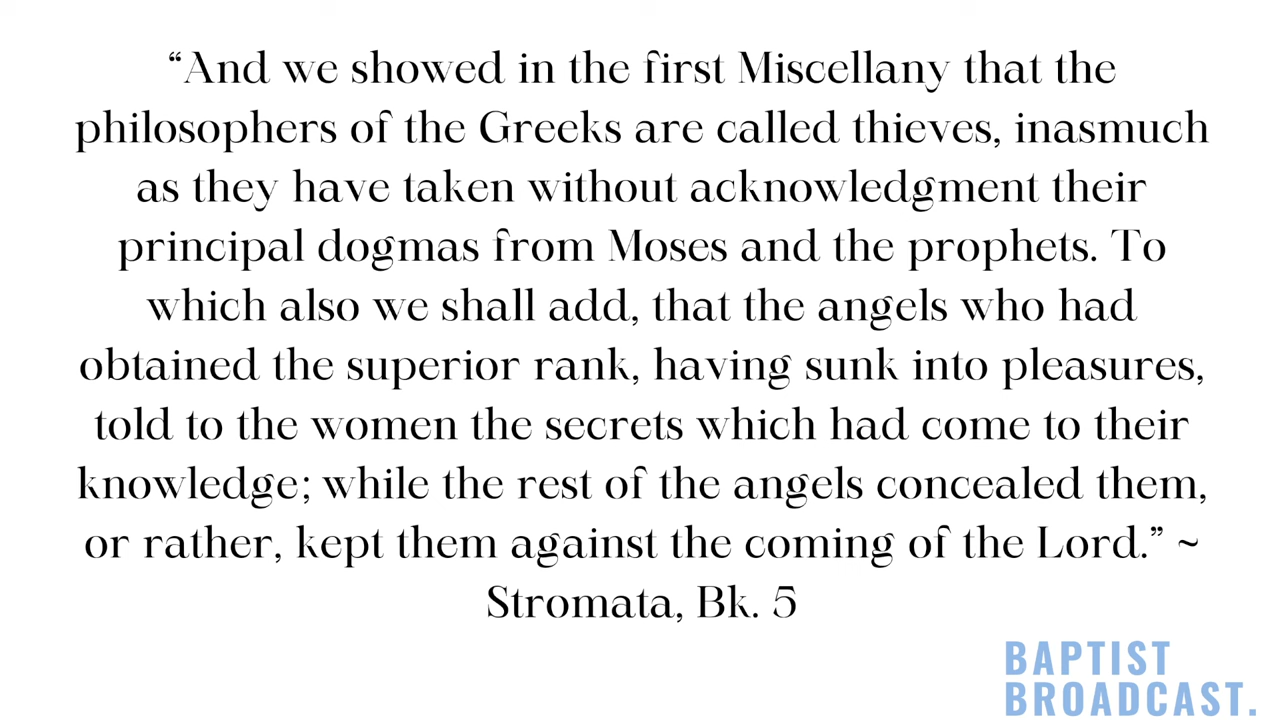 “And we showed in the first Miscellany that the
philosophers of the Greeks are called thieves, inasmuch
as they have taken without acknowledgment their
principal dogmas from Moses and the prophets. To
which also we shall add, that the angels who had
obtained the superior rank, having sunk into pleasures,
told to the women the secrets which had come to their
knowledge; while the rest of the angels concealed them,
or rather, kept them against the coming of the Lord.” ~
Stromata, Bk. 5
BAPTIST
BROADCAST.